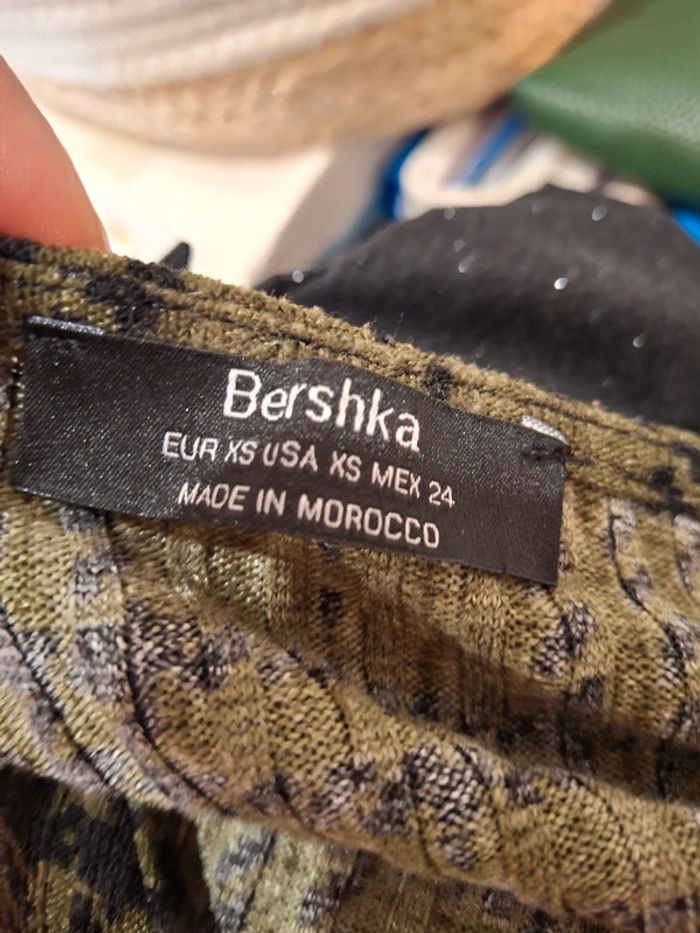 Bershka
EUR XS USA XS MEX 24
MADE IN MOROCCO